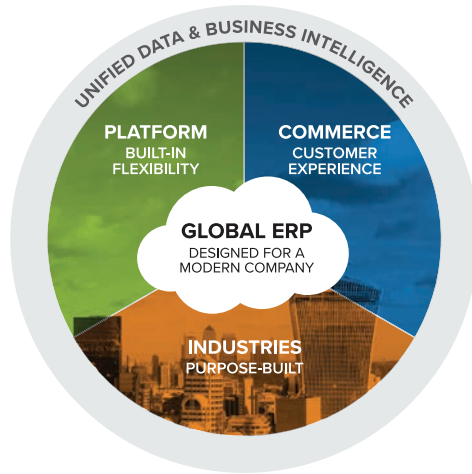 UNIFIED DATA & BUSINESS INTELLIGENCE
PLATFORM
BUILT-IN
FLEXIBILITY
COMMERCE
CUSTOMER
EXPERIENCE
GLOBAL ERP
DESIGNED FOR A
MODERN COMPANY
INDUSTRIES
PURPOSE-BUILT